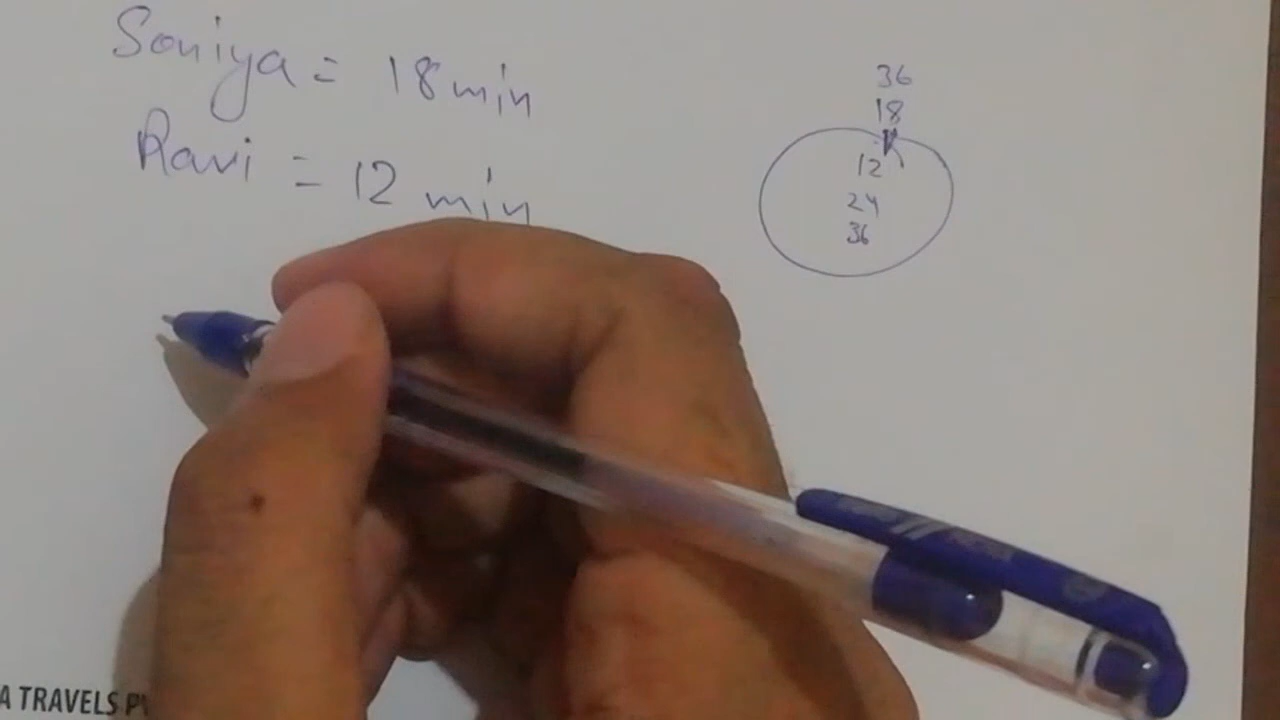 Soniya = 18 min
Ravi = 12 min
36
18
12
24
36
A TRAVELS